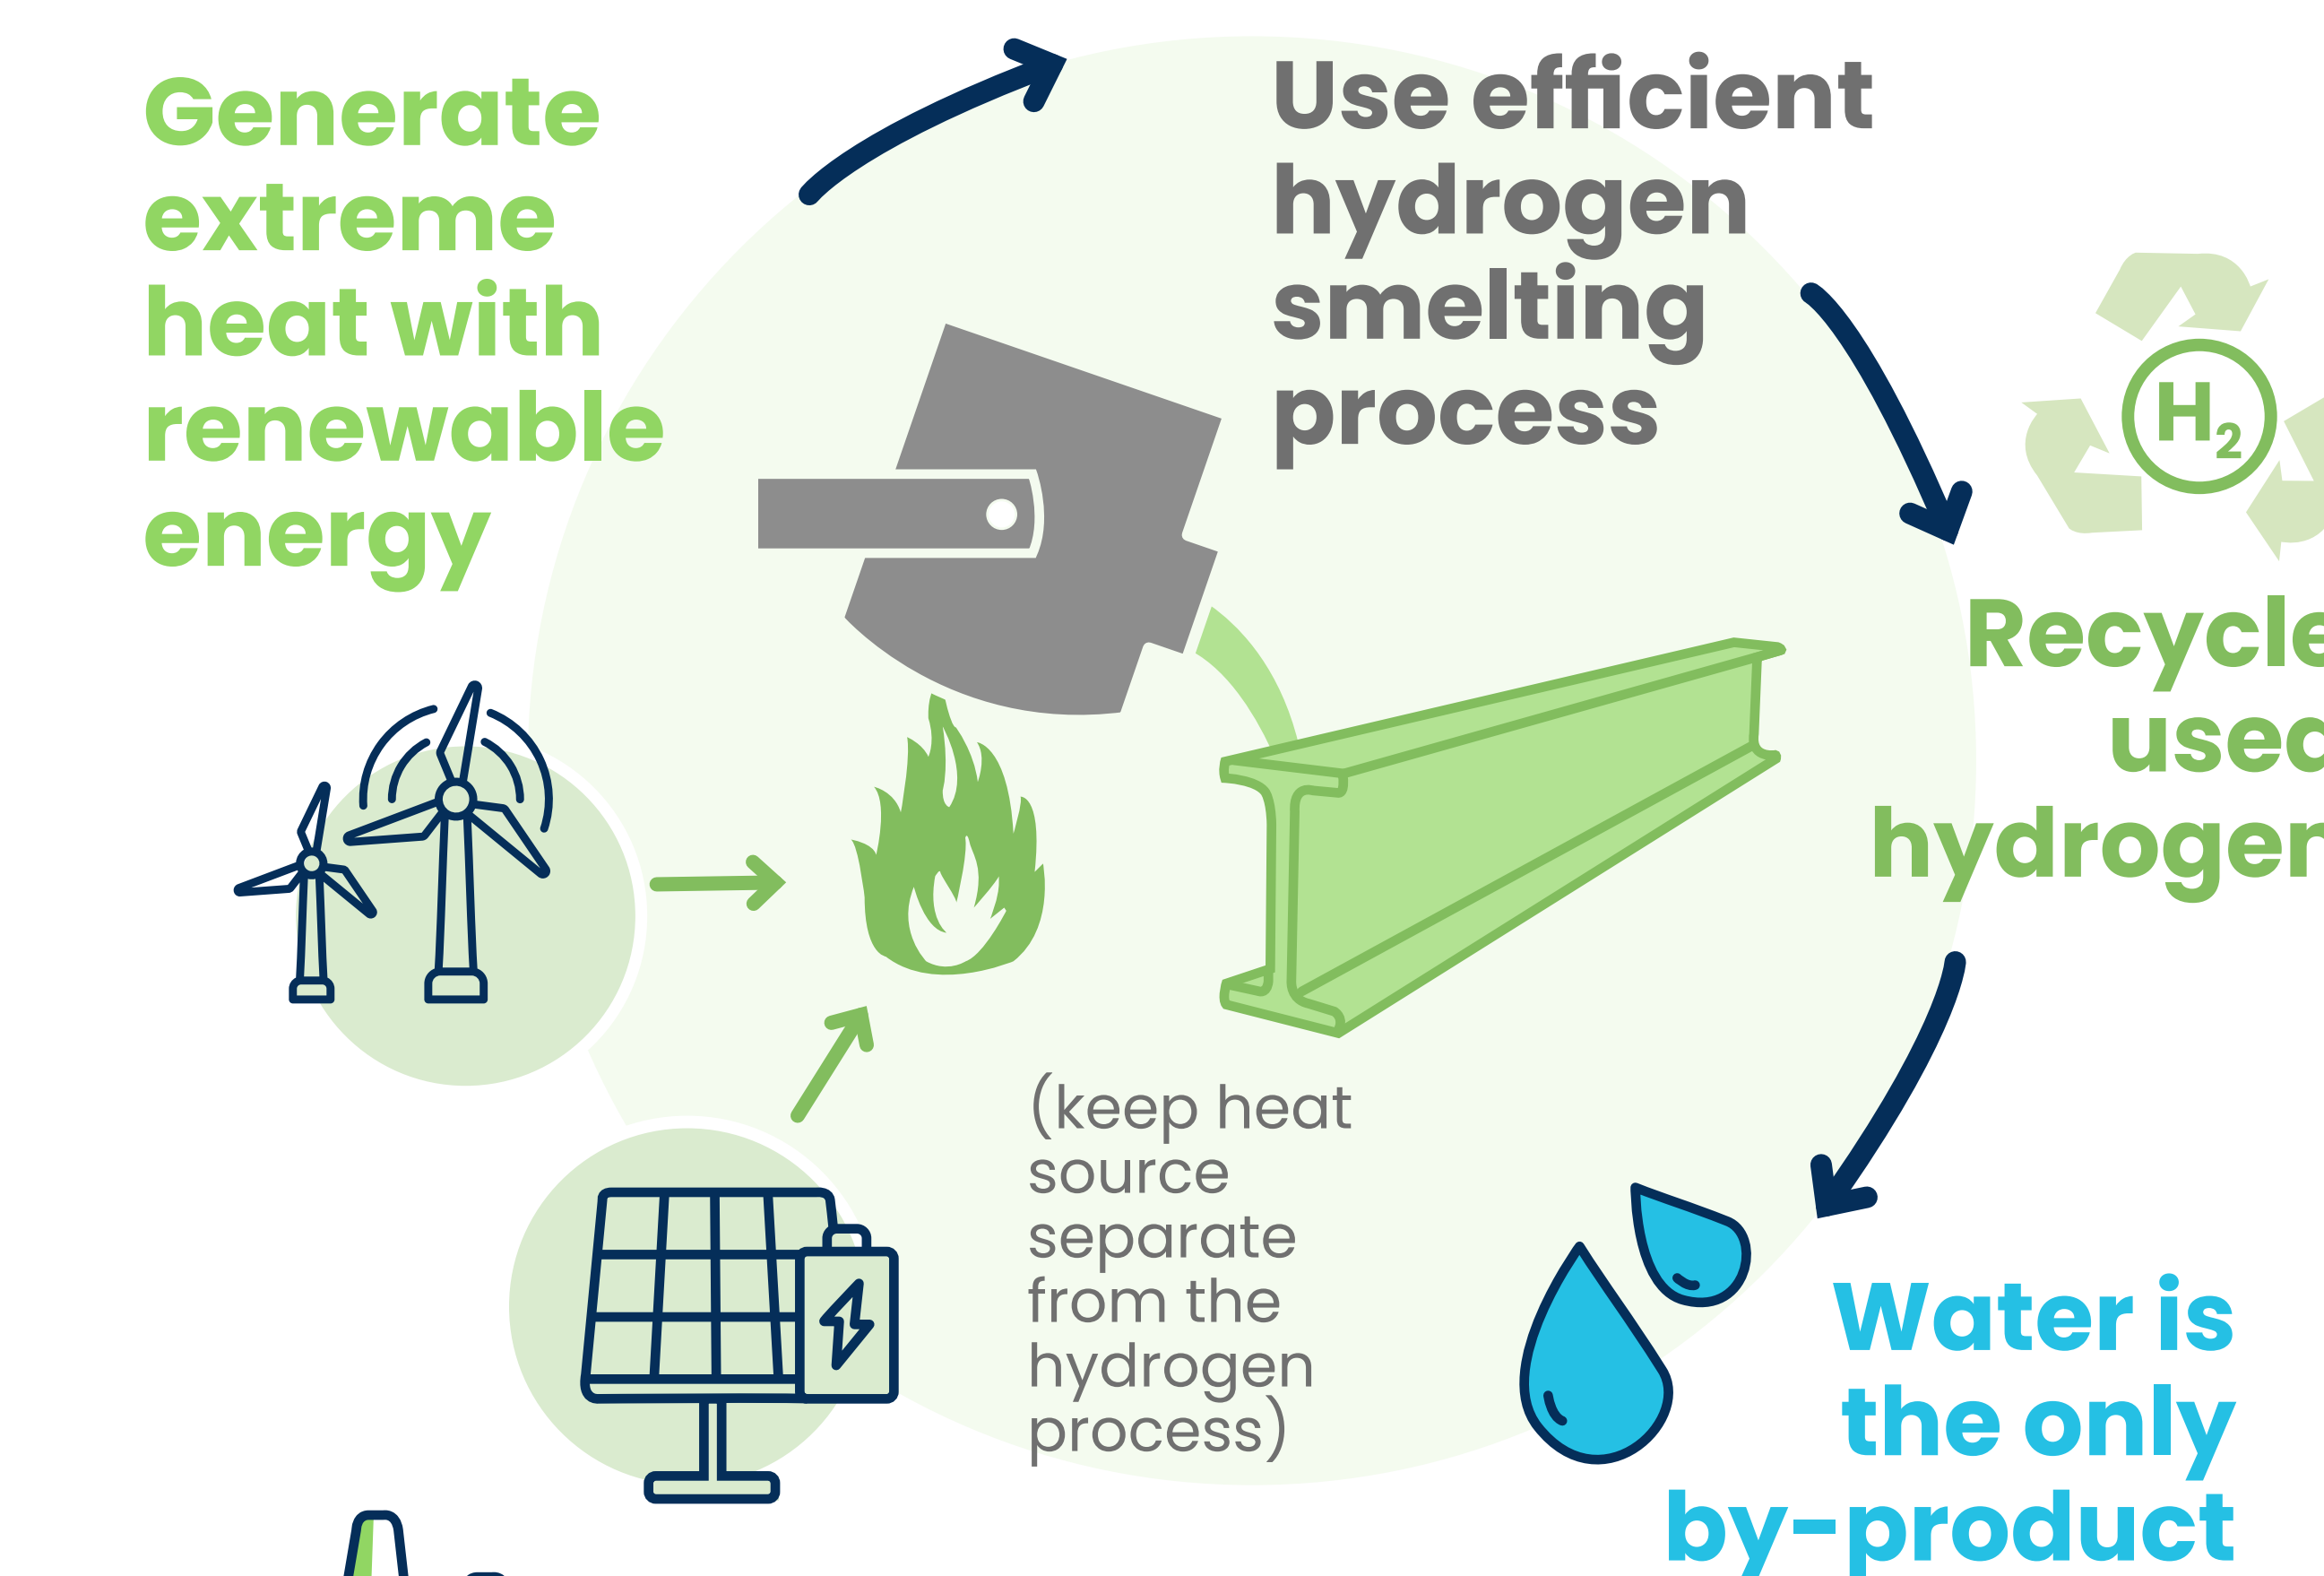 Generate
extreme
heat with
renewable
energy
Use efficient
hydrogen
smelting
process
H₂
Recycle
used
hydrogen
(keep heat
source
separate
from the
hydrogen
process)
Water is
the only
by-product